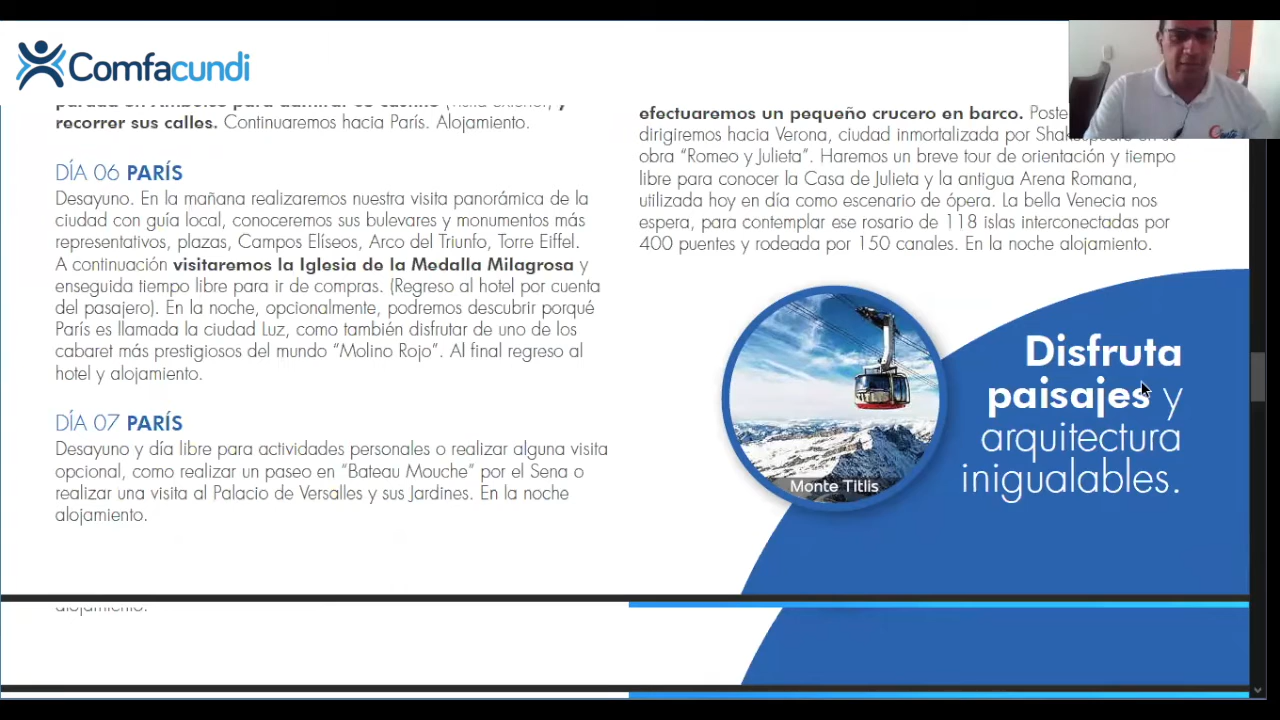 Comfacundi
recorrer sus calles. Continuaremos hacia París. Alojamiento.
DÍA 06 PARÍS
Desayuno. En la mañana realizaremos nuestra visita panorámica de la
ciudad con guía local, conoceremos sus bulevares y monumentos más
representativos, plazas, Campos Elíseos, Arco del Triunfo, Torre Eiffel.
A continuación visitaremos la Iglesia de la Medalla Milagrosa y
enseguida tiempo libre para ir de compras. (Regreso al hotel por cuenta
del pasajero). En la noche, opcionalmente, podremos descubrir porqué
París es llamada la ciudad Luz, como también disfrutar de uno de los
cabaret más prestigiosos del mundo “Molino Rojo”. Al final regreso al
hotel y alojamiento.
DÍA 07 PARÍS
Desayuno y día libre para actividades personales o realizar alguna visita
opcional, como realizar un paseo en “Bateau Mouche” por el Sena o
realizar una visita al Palacio de Versalles y sus Jardines. En la noche
alojamiento.
alojamiento.
efectuaremos un pequeño crucero en barco.
dirigiremos hacia Verona, ciudad inmortalizada por
obra “Romeo y Julieta”. Haremos un breve tour de orientación y tiempo
libre para conocer la Casa de Julieta y la antigua Arena Romana,
utilizada hoy en día como escenario de ópera. La bella Venecia nos
espera, para contemplar ese rosario de 118 islas interconectadas por
400 puentes y rodeada por 150 canales. En la noche alojamiento.
Monte Titlis
Disfruta
paisajes y
arquitectura
inigualables.